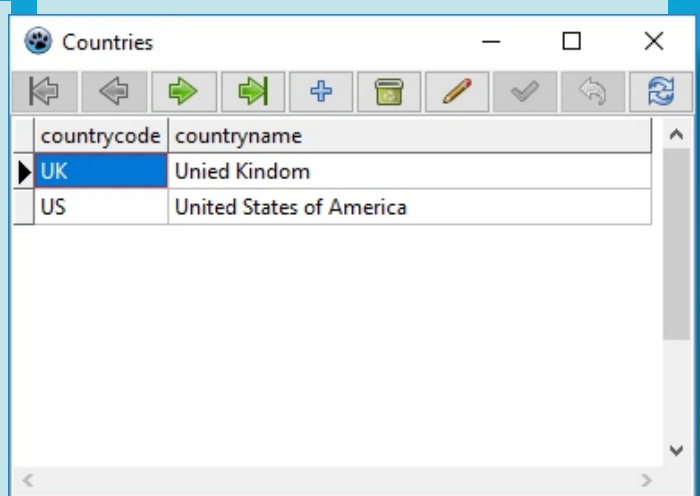 Countries
countrycode countryname
UK Unied Kindom
US United States of America